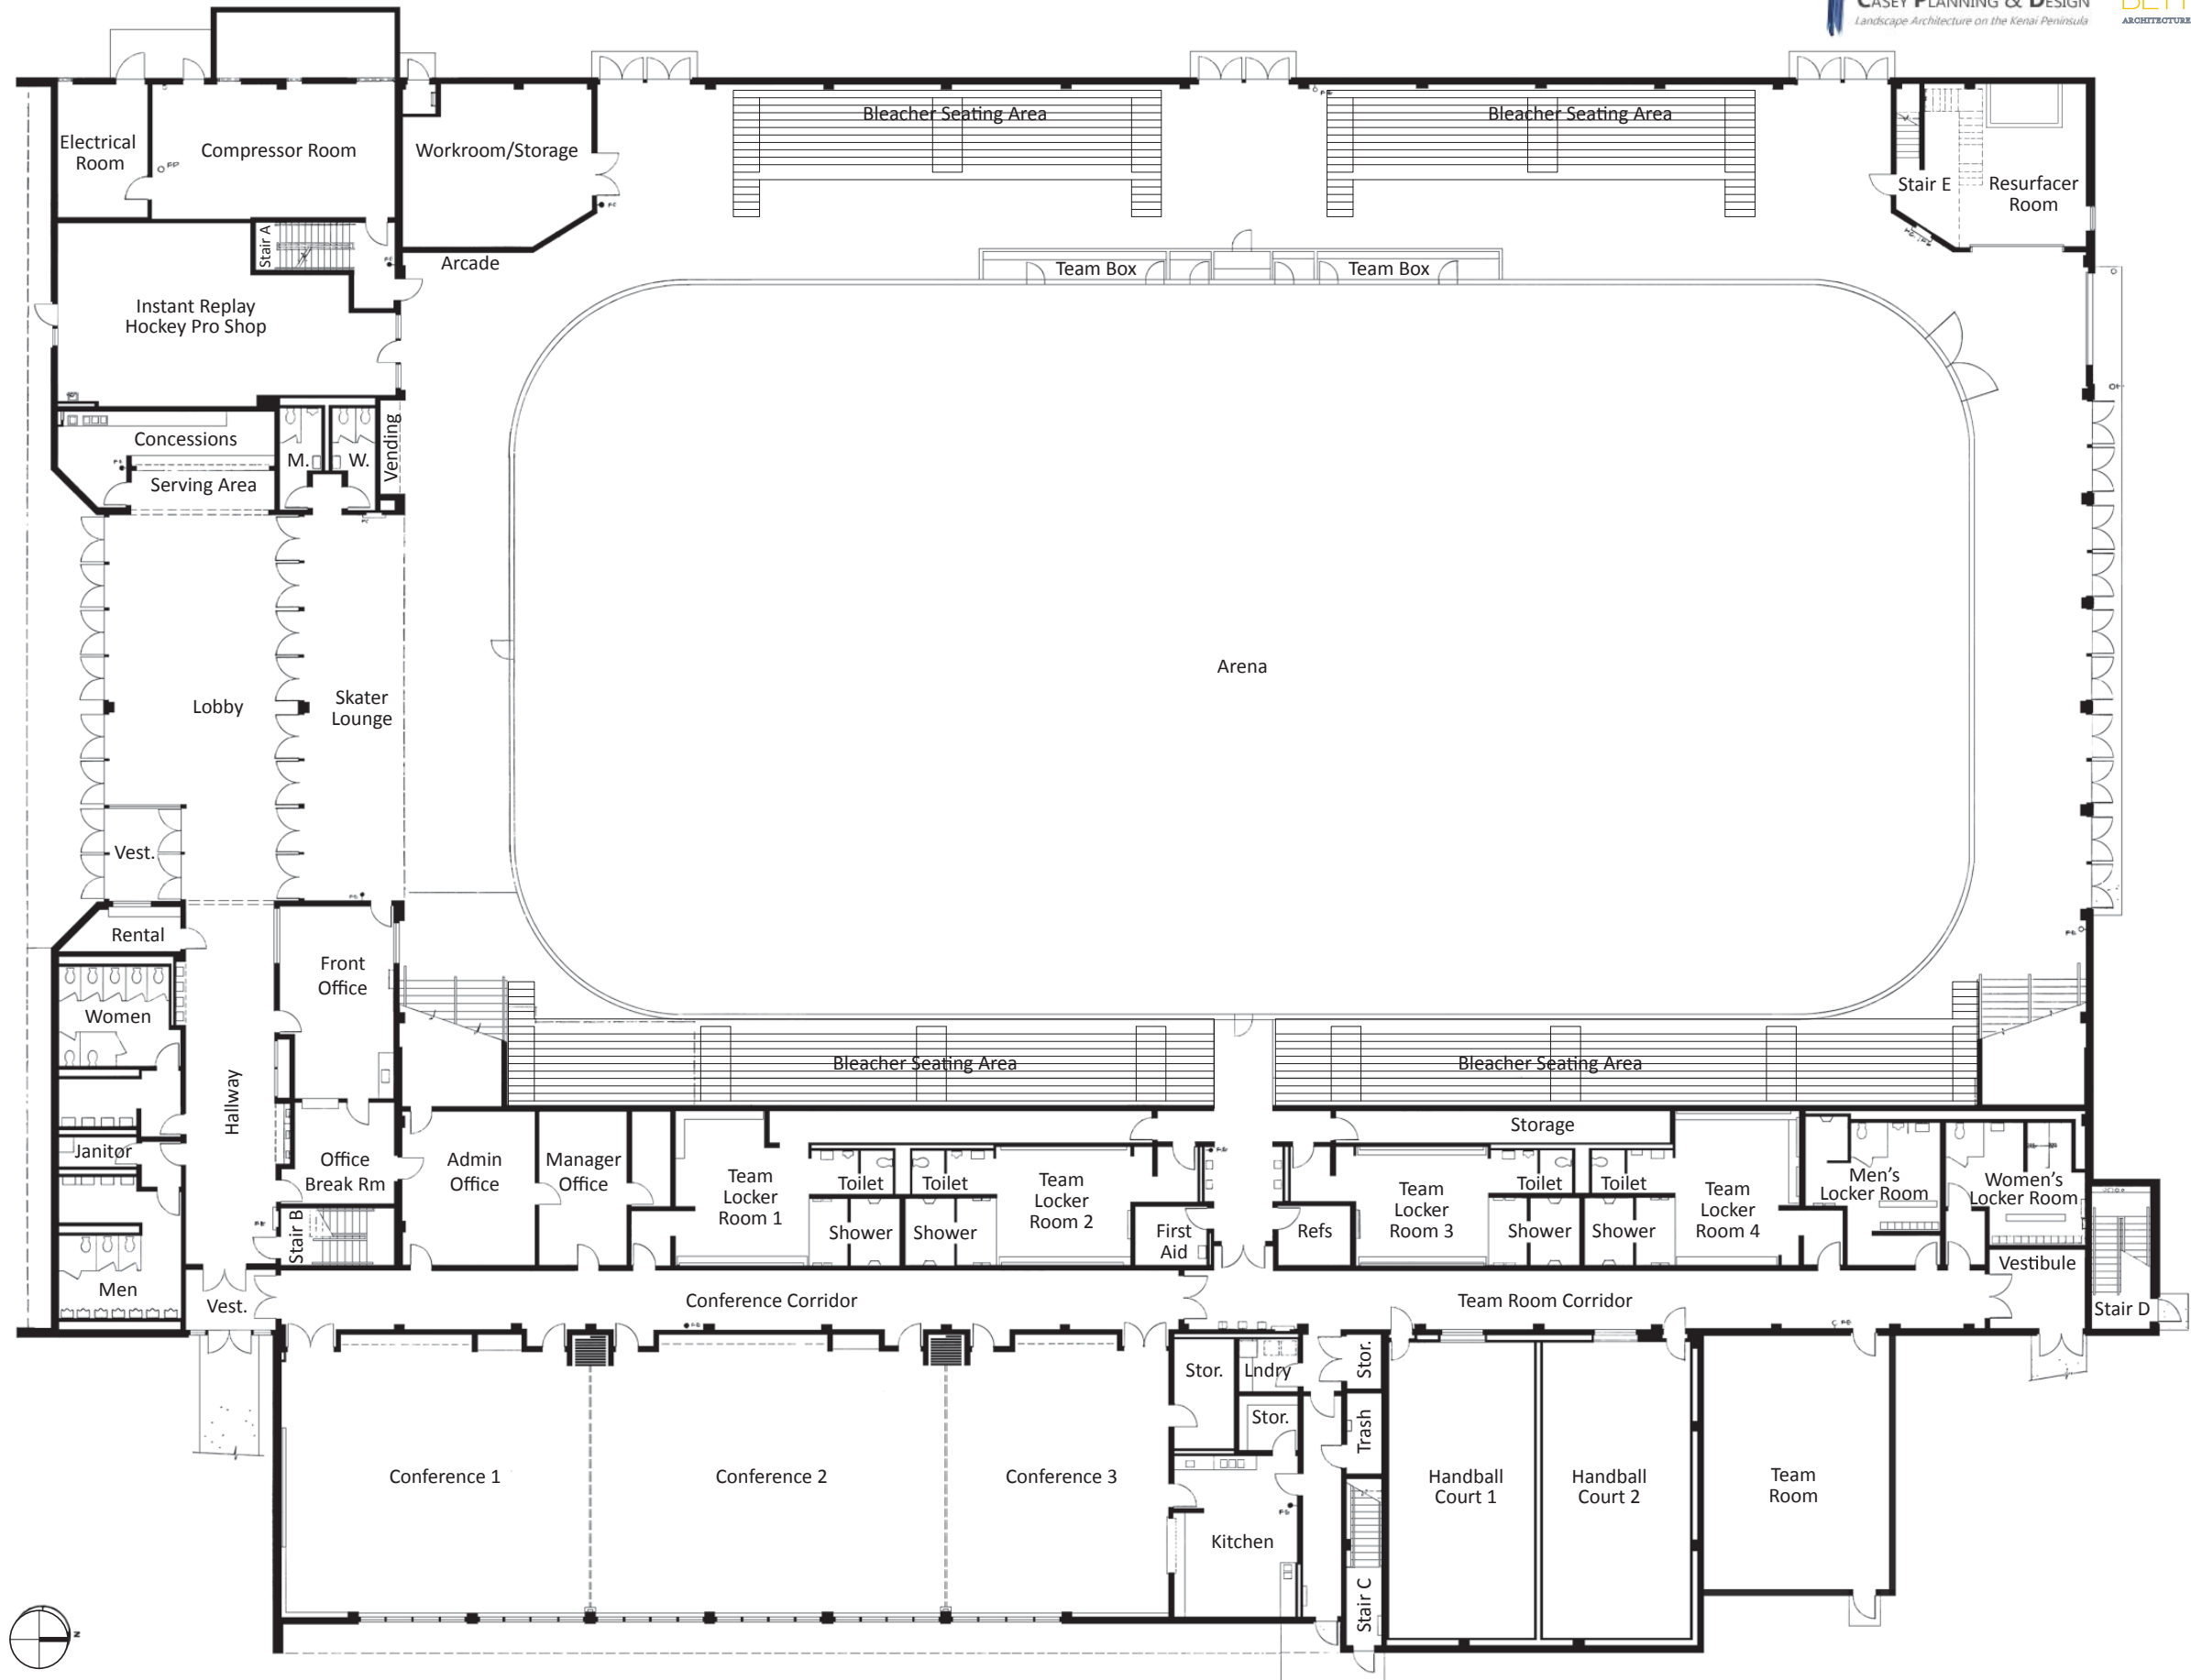 CASEY PLANNING & DESIGN
Landscape Architecture on the Kenai Peninsula
ARCHITECTURE
Bleacher Seating Area
Bleacher Seating Area
Electrical
Room
Compressor Room
Workroom/Storage
Stair E
Resurfacer
Room
Stair A
Arcade
Team Box
Team Box
Instant Replay
Hockey Pro Shop
Concessions
M.
W.
Vending
Serving Area
Arena
Lobby
Skater
Lounge
Vest.
Rental
Front
Office
Women
Hallway
Bleacher Seating Area
Bleacher Seating Area
Janitor
Office
Break Rm
Admin
Office
Manager
Office
Team
Locker
Room 1
Toilet
Shower
Toilet
Shower
Team
Locker
Room 2
First
Aid
Storage
Refs
Team
Locker
Room 3
Toilet
Shower
Toilet
Shower
Team
Locker
Room 4
Men's
Locker Room
Women's
Locker Room
Stair B
Men
Vest.
Conference Corridor
Team Room Corridor
Vestibule
Stair D
Stor.
Lndry
Stor.
Stor.
Trash
Conference 1
Conference 2
Conference 3
Kitchen
Stair C
Handball
Court 1
Handball
Court 2
Team
Room
N